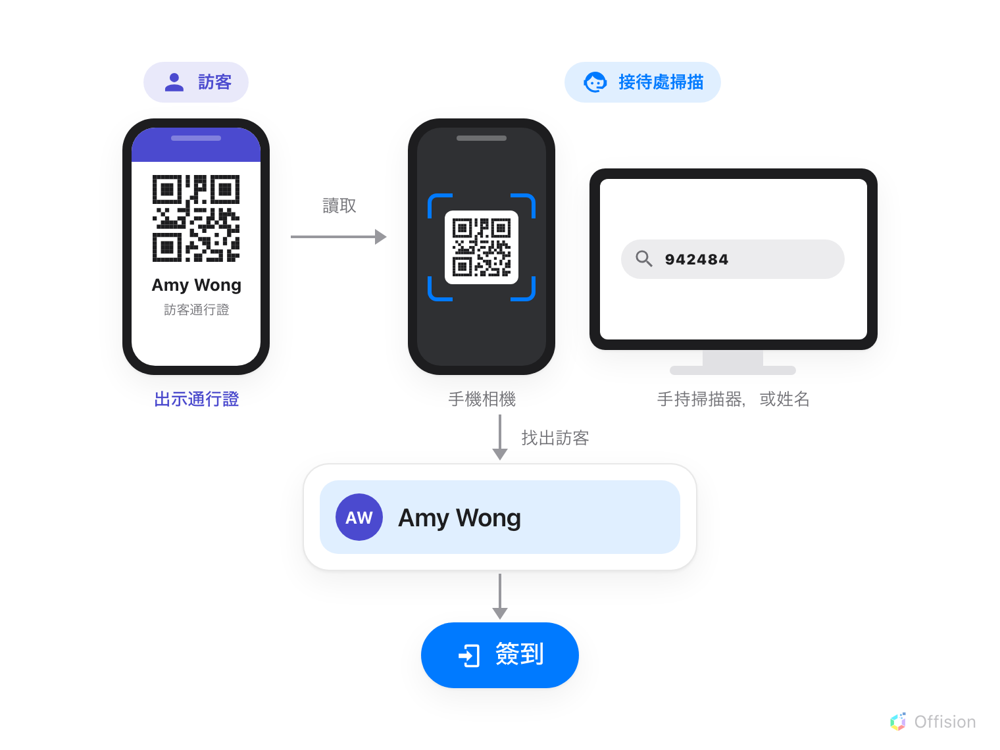 訪客
接待處掃描
Amy Wong
訪客通行證
讀取
942484
出示通行證
手機相機
手持掃描器，或姓名
找出訪客
AW
Amy Wong
簽到
Offision